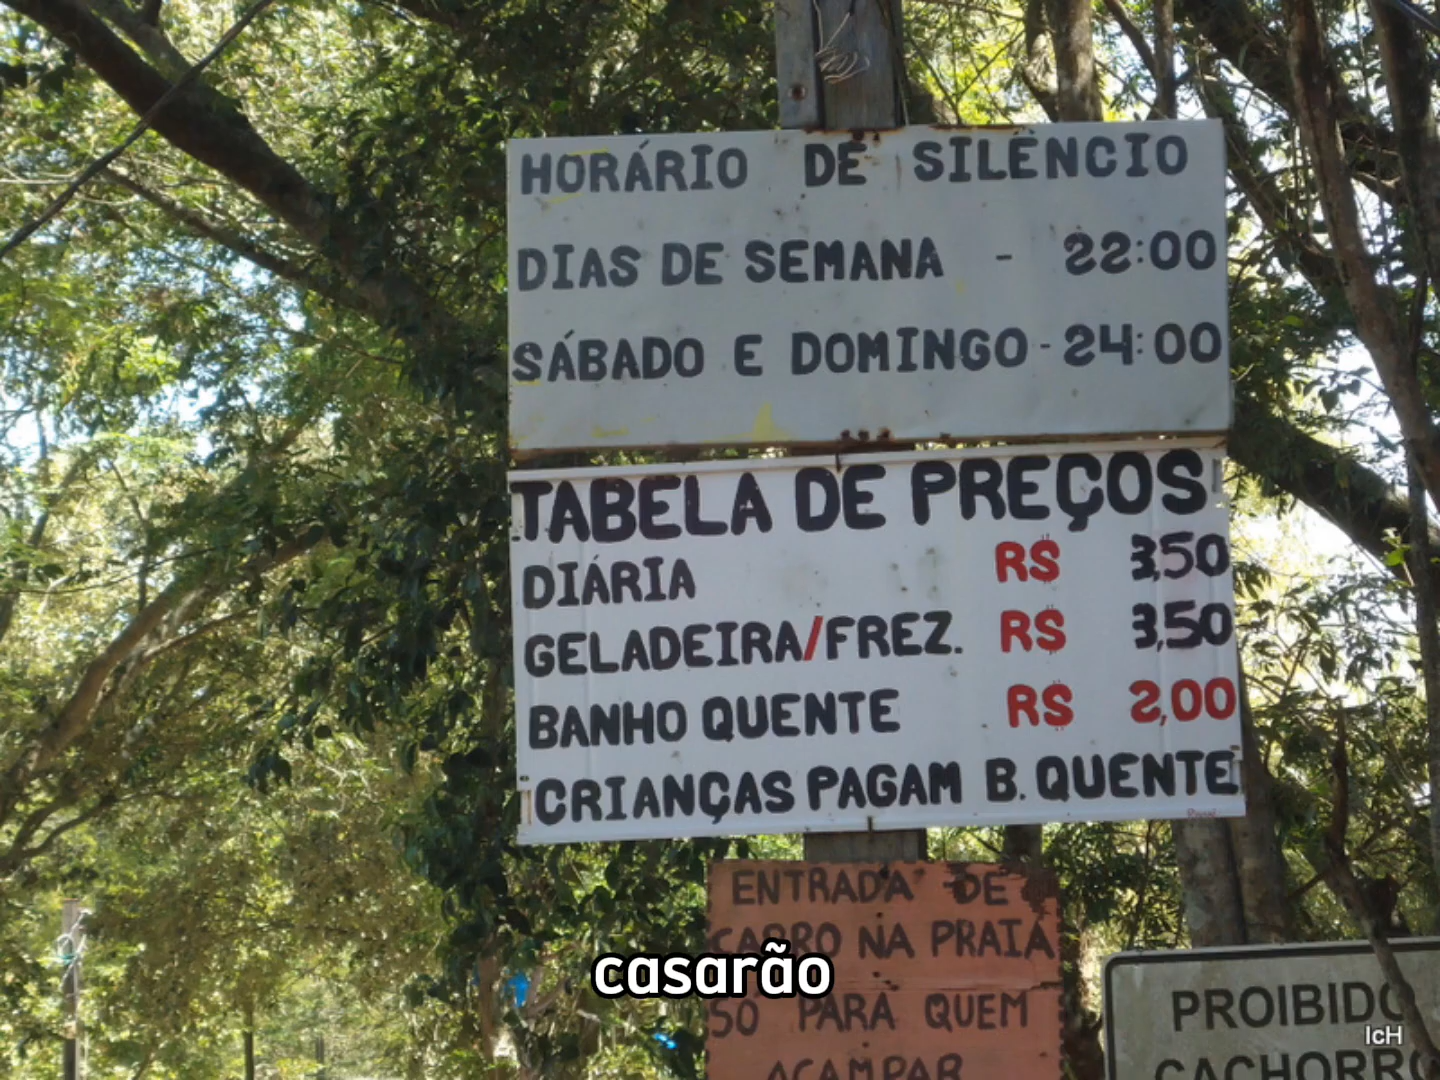 HORÁRIO DE SILÊNCIO
DIAS DE SEMANA - 22:00
SÁBADO E DOMINGO - 24:00
TABELA DE PREÇOS
DIÁRIA R$ 3,50
GELADEIRA/FREZ. R$ 3,50
BANHO QUENTE R$ 2,00
CRIANÇAS PAGAM B. QUENTE
ENTRADA DE
CARRO NA PRAIA
SÓ PARA QUEM
ACAMPAR
casarão
PROIBIDO
CACHORRO
IcH